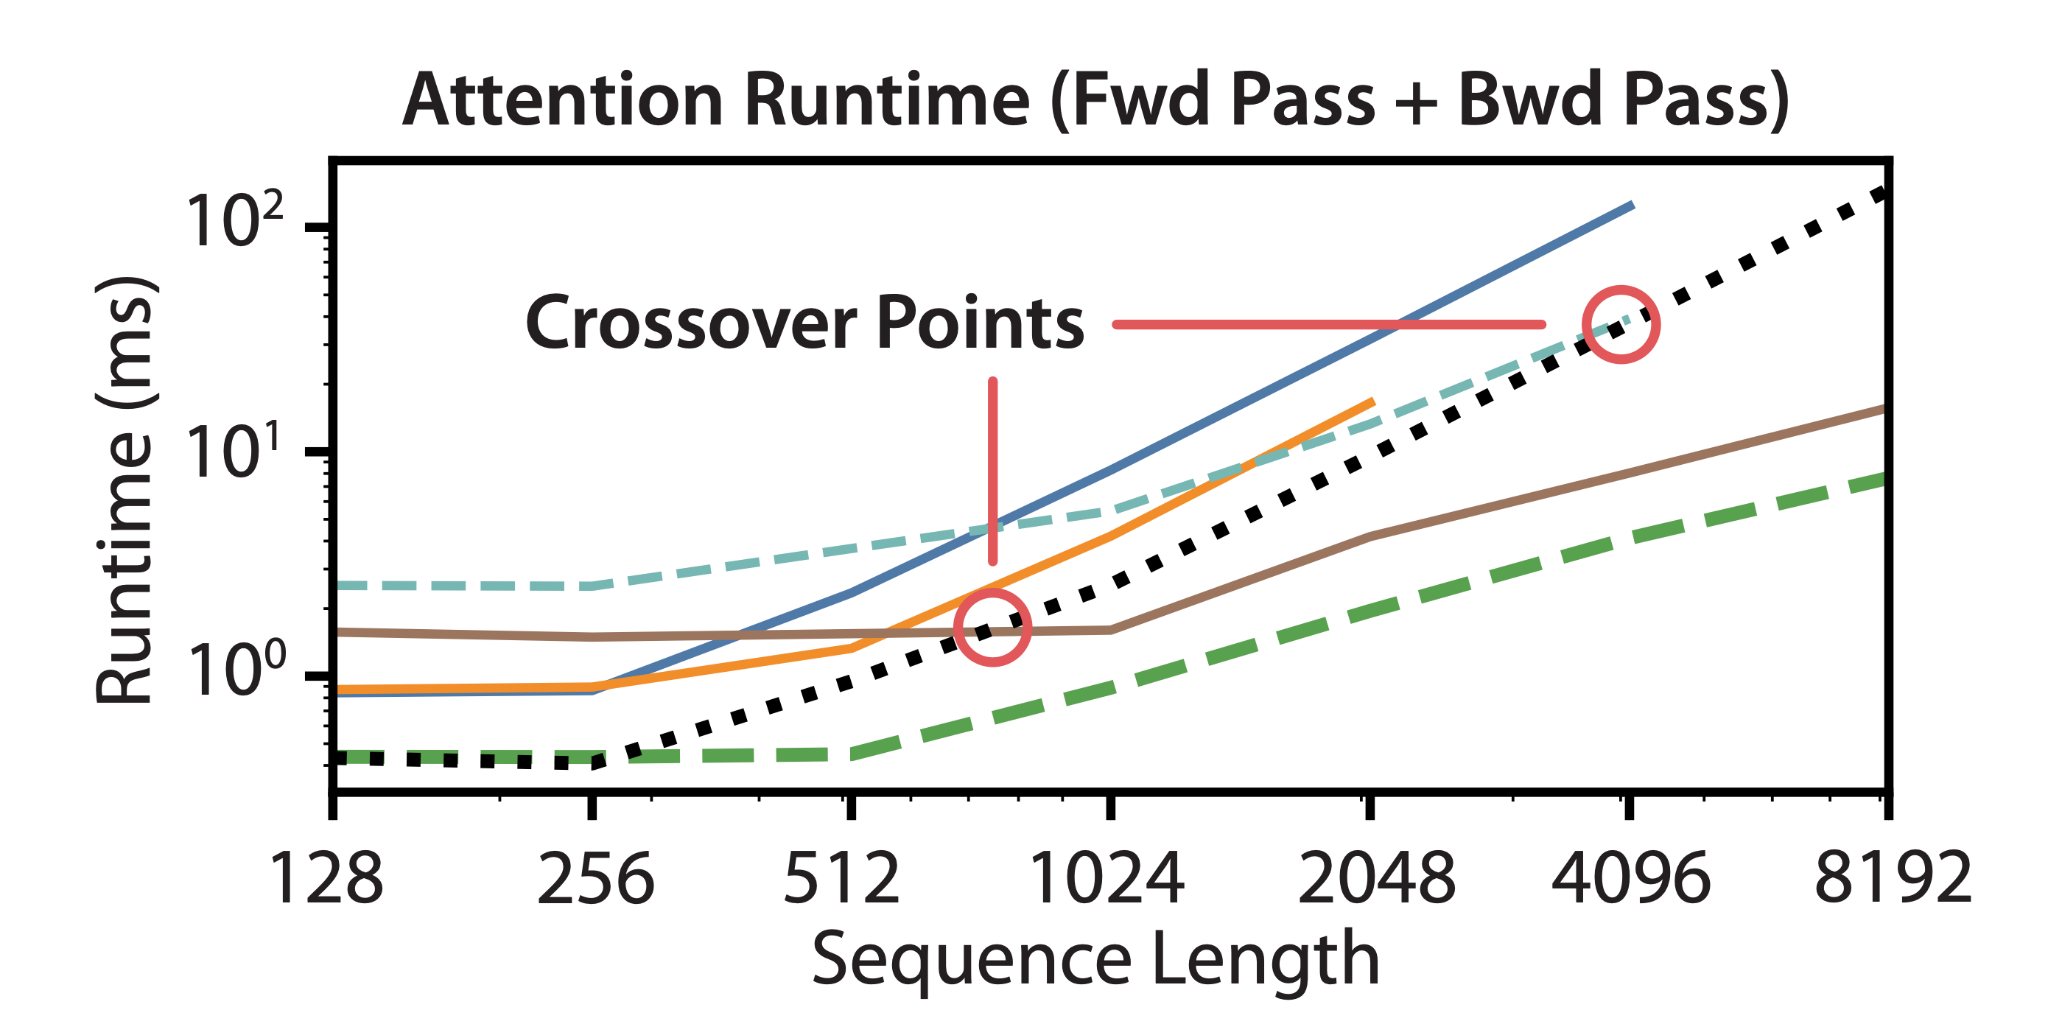 Attention Runtime (Fwd Pass + Bwd Pass)
10²
Crossover Points
10¹
10⁰
Runtime (ms)
128 256 512 1024 2048 4096 8192
Sequence Length